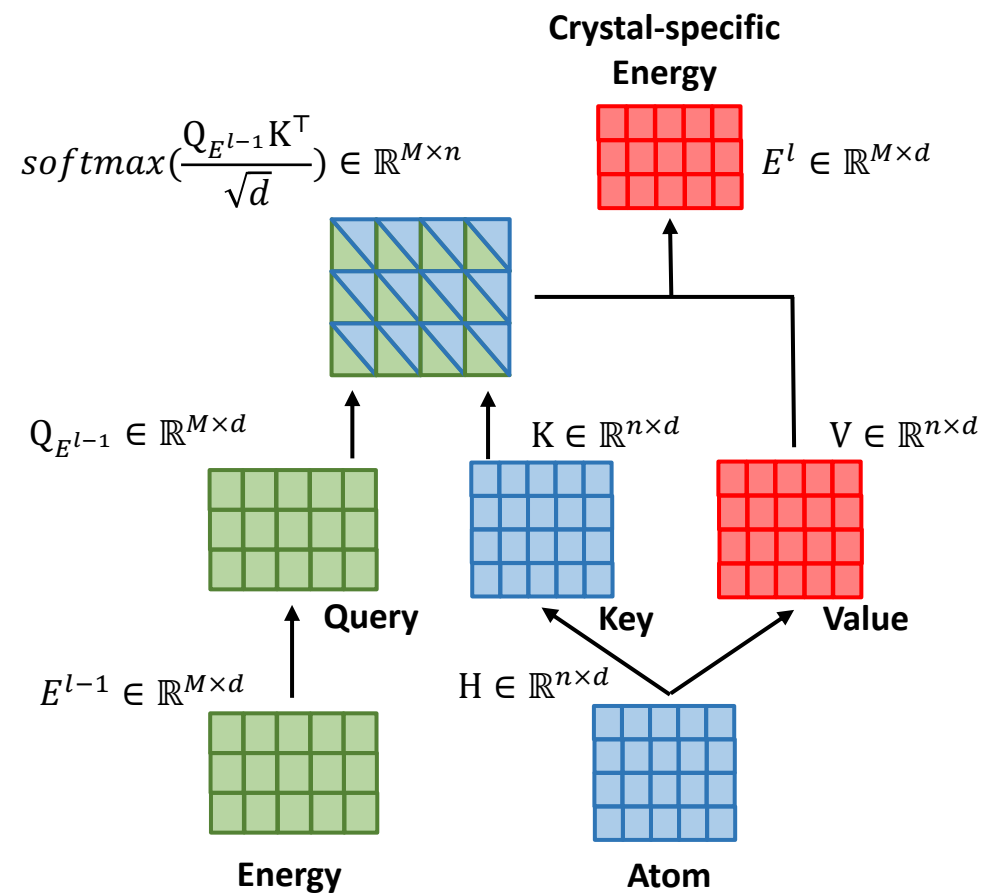 Crystal-specific
Energy
softmax(Q_{E^{l-1}}K^⊤/√d) ∈ ℝ^{M×n}
E^l ∈ ℝ^{M×d}
Q_{E^{l-1}} ∈ ℝ^{M×d}
K ∈ ℝ^{n×d}
V ∈ ℝ^{n×d}
Query
Key
Value
E^{l-1} ∈ ℝ^{M×d}
H ∈ ℝ^{n×d}
Energy
Atom